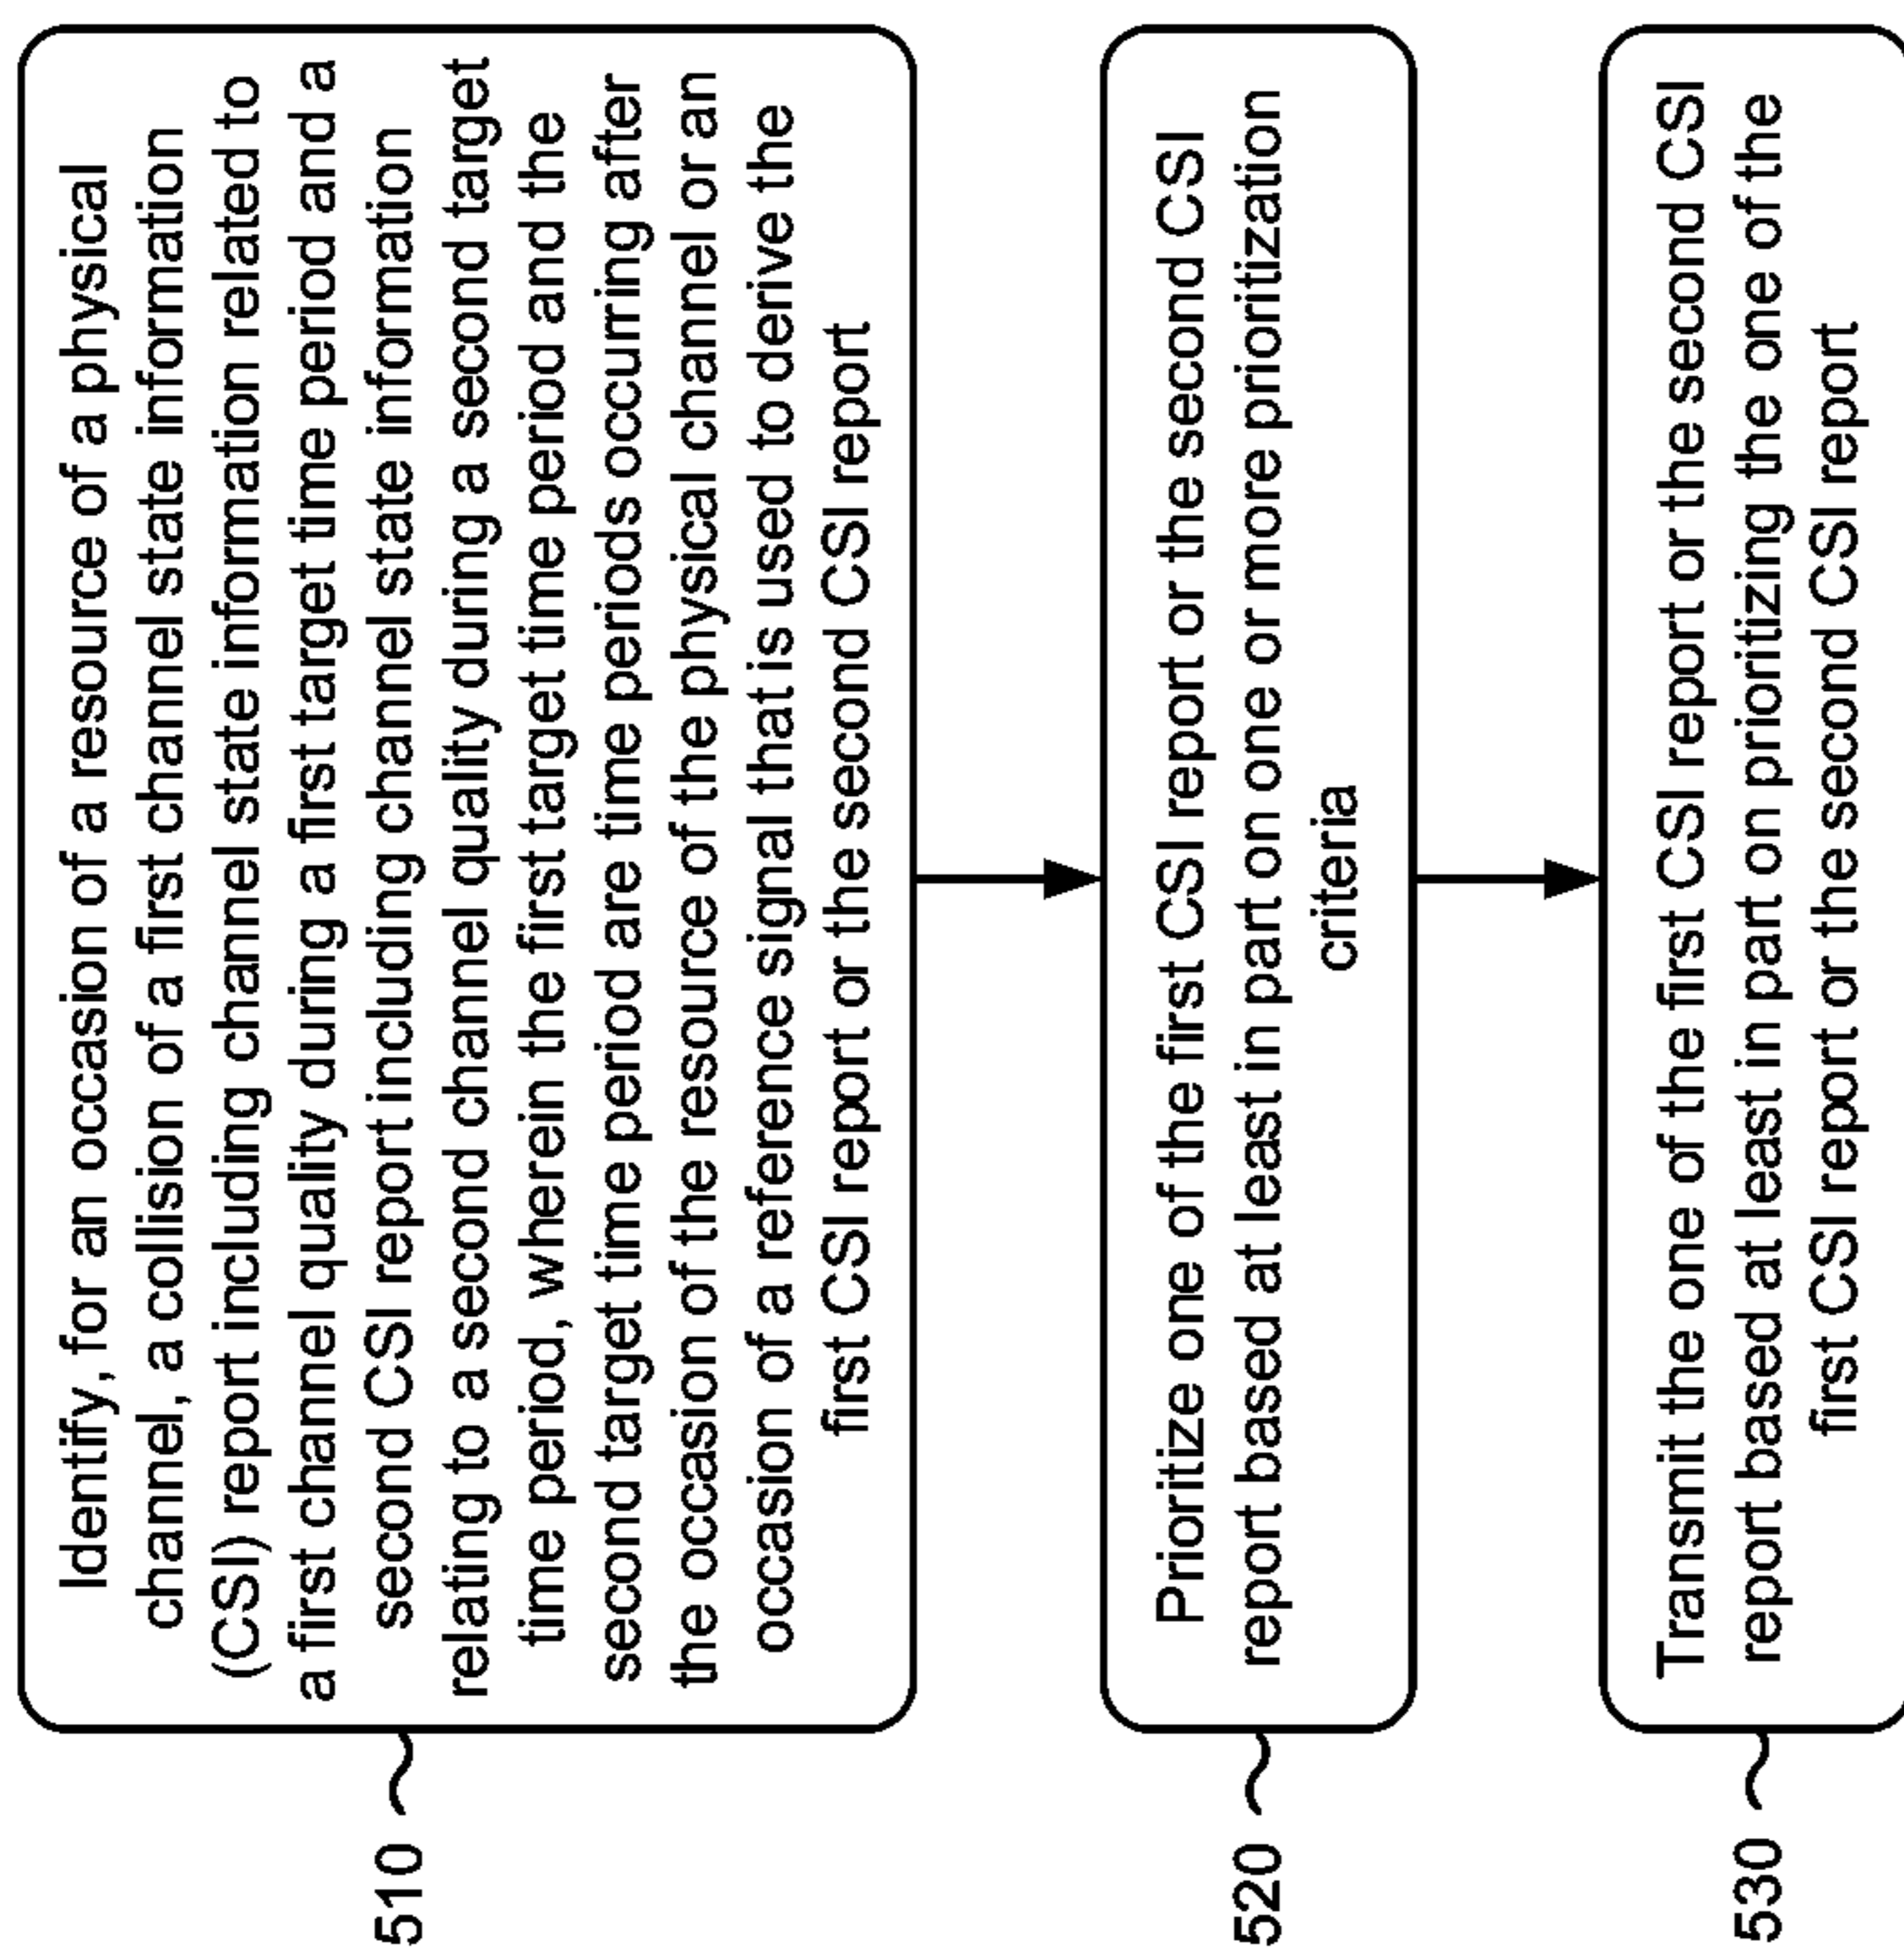 510
Identify, for an occasion of a resource of a physical
channel, a collision of a first channel state information
(CSI) report including channel state information related to
a first channel quality during a first target time period and a
second CSI report including channel state information
relating to a second channel quality during a second target
time period, wherein the first target time period and the
second target time period are time periods occurring after
the occasion of the resource of the physical channel or an
occasion of a reference signal that is used to derive the
first CSI report or the second CSI report
520
Prioritize one of the first CSI report or the second CSI
report based at least in part on one or more prioritization
criteria
530
Transmit the one of the first CSI report or the second CSI
report based at least in part on prioritizing the one of the
first CSI report or the second CSI report